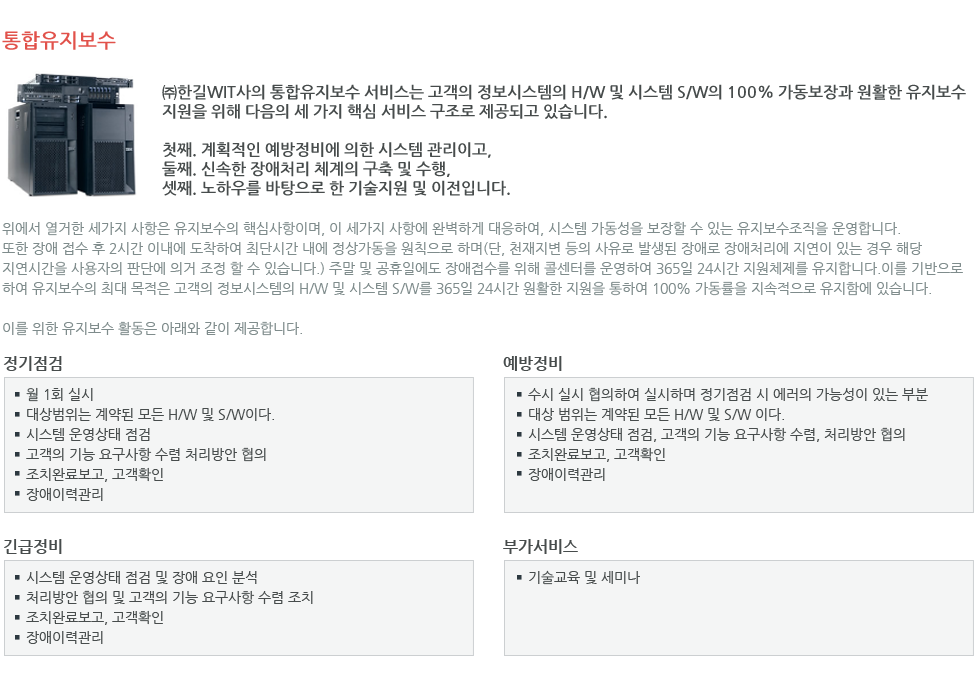 통합유지보수
㈜한길WIT사의 통합유지보수 서비스는 고객의 정보시스템의 H/W 및 시스템 S/W의 100% 가동보장과 원활한 유지보수
지원을 위해 다음의 세 가지 핵심 서비스 구조로 제공되고 있습니다.
첫째. 계획적인 예방정비에 의한 시스템 관리이고,
둘째. 신속한 장애처리 체계의 구축 및 수행,
셋째. 노하우를 바탕으로 한 기술지원 및 이전입니다.
위에서 열거한 세가지 사항은 유지보수의 핵심사항이며, 이 세가지 사항에 완벽하게 대응하여, 시스템 가동성을 보장할 수 있는 유지보수조직을 운영합니다.
또한 장애 접수 후 2시간 이내에 도착하여 최단시간 내에 정상가동을 원칙으로 하며(단, 천재지변 등의 사유로 발생된 장애로 장애처리에 지연이 있는 경우 해당
지연시간을 사용자의 판단에 의거 조정 할 수 있습니다.) 주말 및 공휴일에도 장애접수를 위해 콜센터를 운영하여 365일 24시간 지원체제를 유지합니다.이를 기반으로
하여 유지보수의 최대 목적은 고객의 정보시스템의 H/W 및 시스템 S/W를 365일 24시간 원활한 지원을 통하여 100% 가동률을 지속적으로 유지함에 있습니다.
이를 위한 유지보수 활동은 아래와 같이 제공합니다.
정기점검
▪ 월 1회 실시
▪ 대상범위는 계약된 모든 H/W 및 S/W이다.
▪ 시스템 운영상태 점검
▪ 고객의 기능 요구사항 수렴 처리방안 협의
▪ 조치완료보고, 고객확인
▪ 장애이력관리
예방정비
▪ 수시 실시 협의하여 실시하며 정기점검 시 에러의 가능성이 있는 부분
▪ 대상 범위는 계약된 모든 H/W 및 S/W 이다.
▪ 시스템 운영상태 점검, 고객의 기능 요구사항 수렴, 처리방안 협의
▪ 조치완료보고, 고객확인
▪ 장애이력관리
긴급정비
▪ 시스템 운영상태 점검 및 장애 요인 분석
▪ 처리방안 협의 및 고객의 기능 요구사항 수렴 조치
▪ 조치완료보고, 고객확인
▪ 장애이력관리
부가서비스
▪ 기술교육 및 세미나